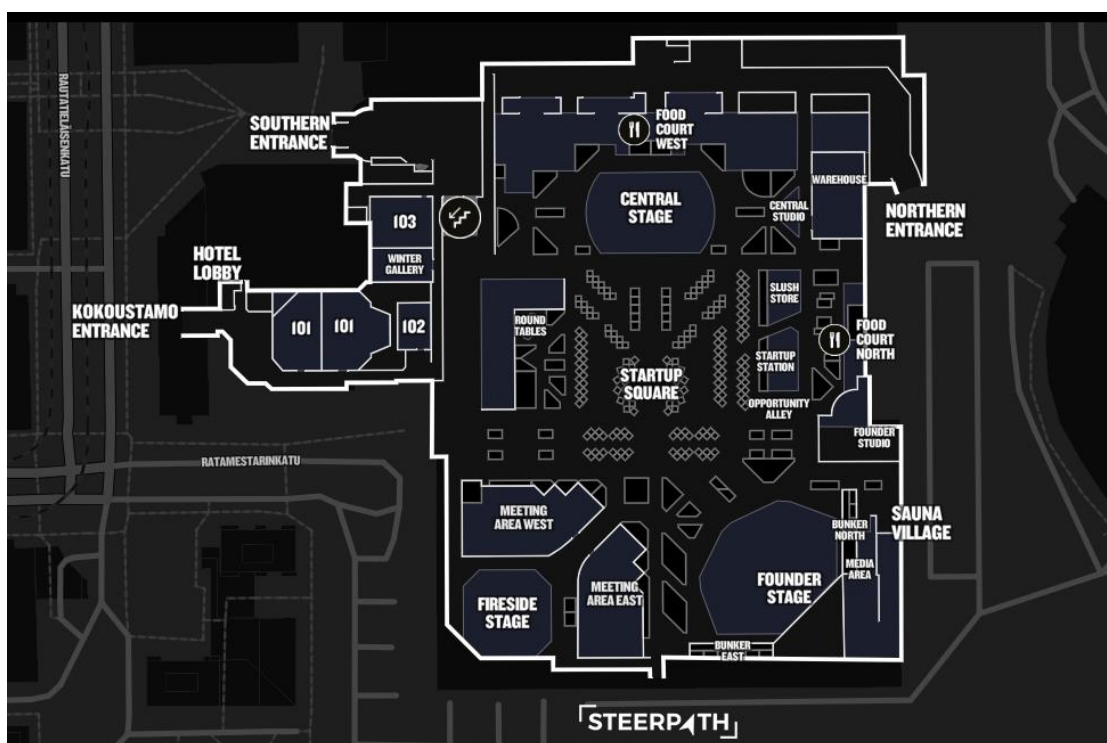 RAUTATIELÄISENKATU
SOUTHERN
ENTRANCE
FOOD
COURT
WEST
CENTRAL
STAGE
WAREHOUSE
CENTRAL
STUDIO
NORTHERN
ENTRANCE
103
WINTER
GALLERY
HOTEL
LOBBY
KOKOUSTAMO
ENTRANCE
101
101
102
ROUND
TABLES
SLUSH
STORE
FOOD
COURT
NORTH
STARTUP
STATION
STARTUP
SQUARE
OPPORTUNITY
ALLEY
FOUNDER
STUDIO
RATAMESTARINKATU
MEETING
AREA WEST
SAUNA
VILLAGE
BUNKER
NORTH
MEDIA
AREA
FIRESIDE
STAGE
MEETING
AREA EAST
FOUNDER
STAGE
BUNKER
EAST
STEERPATH